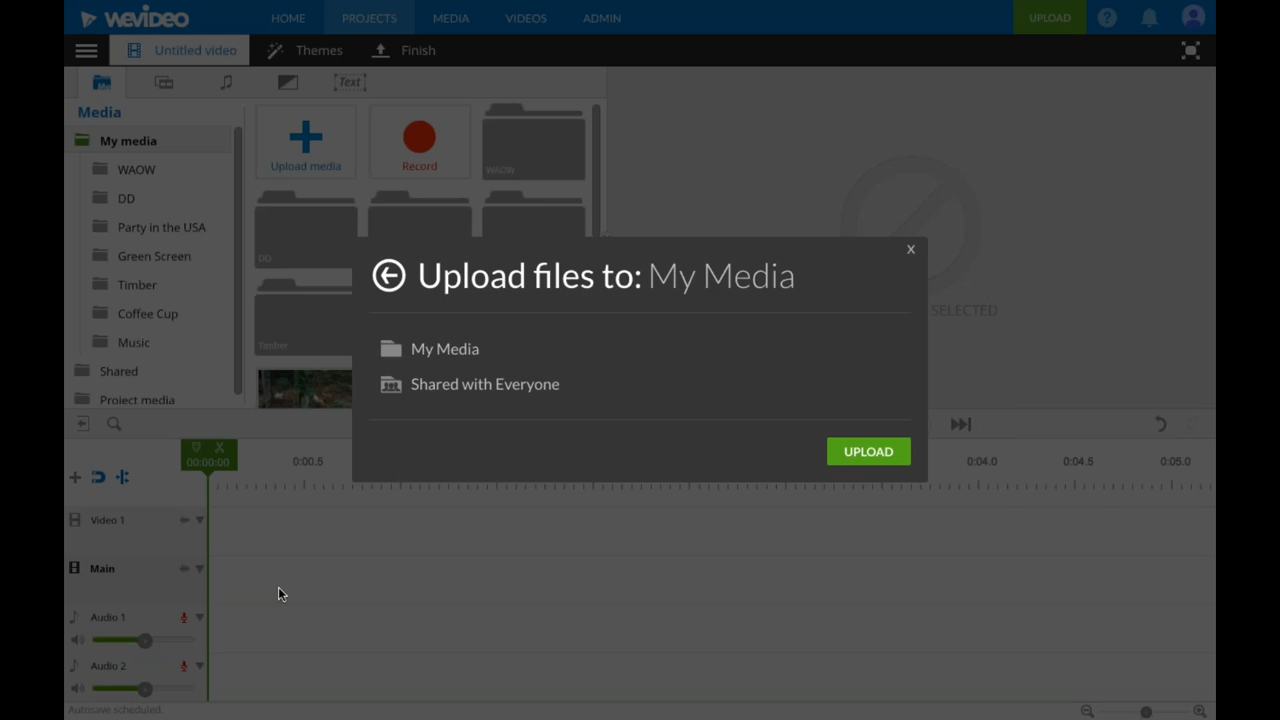 WEVIDEO HOME PROJECTS MEDIA VIDEOS ADMIN UPLOAD ?
Untitled video Themes Finish
Text
Media
My media
WAOW
DD
Party in the USA
Green Screen
Timber
Coffee Cup
Music
Shared
Project media
Upload media Record WAOW
DD
Timber
SELECTED
X
Upload files to: My Media
My Media
Shared with Everyone
UPLOAD
00:00:00 0:00.5 0:04.0 0:04.5 0:05.0
Video 1
Main
Audio 1
Audio 2
Autosave scheduled.